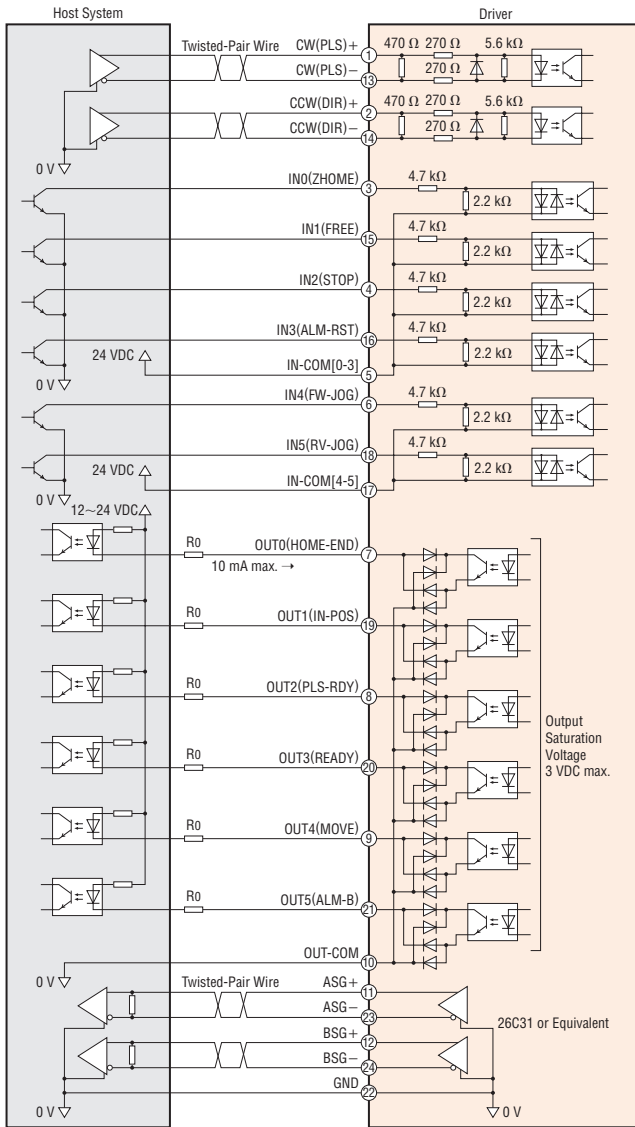 Host System
Driver
Twisted-Pair Wire
CW(PLS)+
1
470 Ω 270 Ω 5.6 kΩ
CW(PLS)−
13
270 Ω
CCW(DIR)+
2
470 Ω 270 Ω 5.6 kΩ
CCW(DIR)−
14
270 Ω
0 V
IN0(ZHOME)
3
4.7 kΩ
2.2 kΩ
IN1(FREE)
15
4.7 kΩ
2.2 kΩ
IN2(STOP)
4
4.7 kΩ
2.2 kΩ
IN3(ALM-RST)
16
4.7 kΩ
2.2 kΩ
24 VDC
IN-COM[0-3]
5
0 V
IN4(FW-JOG)
6
4.7 kΩ
2.2 kΩ
IN5(RV-JOG)
18
4.7 kΩ
2.2 kΩ
24 VDC
IN-COM[4-5]
17
0 V
12~24 VDC
R0
OUT0(HOME-END)
7
10 mA max. →
R0
OUT1(IN-POS)
19
R0
OUT2(PLS-RDY)
8
Output
Saturation
Voltage
3 VDC max.
R0
OUT3(READY)
20
R0
OUT4(MOVE)
9
R0
OUT5(ALM-B)
21
OUT-COM
10
0 V
Twisted-Pair Wire
ASG+
11
ASG−
23
26C31 or Equivalent
BSG+
12
BSG−
24
GND
22
0 V
0 V